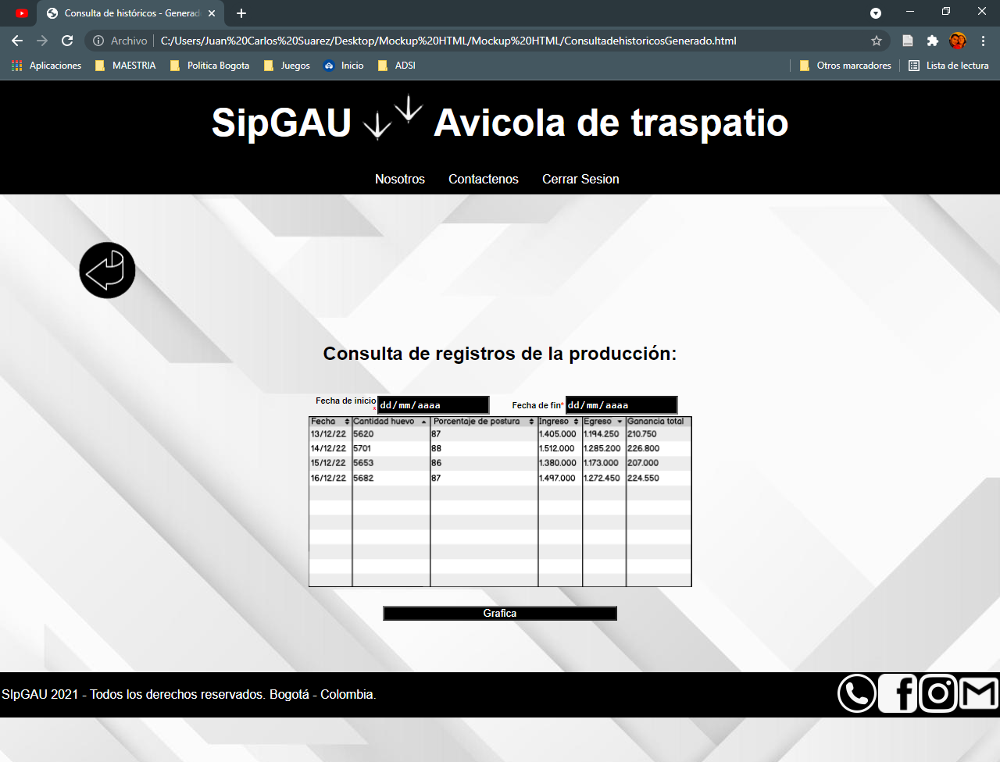 Consulta de históricos - Generad
Archivo
C:/Users/Juan%20Carlos%20Suarez/Desktop/Mockup%20HTML/Mockup%20HTML/ConsultadehistoricosGenerado.html
Aplicaciones MAESTRIA Politica Bogota Juegos Inicio ADSI Otros marcadores Lista de lectura
SipGAU Avicola de traspatio
Nosotros Contactenos Cerrar Sesion
Consulta de registros de la producción:
Fecha de inicio* dd/mm/aaaa Fecha de fin* dd/mm/aaaa
Fecha Cantidad huevo Porcentaje de postura Ingreso Egreso Ganancia total
13/12/22 5620 87 1.405.000 1.194.250 210.750
14/12/22 5701 88 1.512.000 1.285.200 226.800
15/12/22 5653 86 1.380.000 1.173.000 207.000
16/12/22 5682 87 1.497.000 1.272.450 224.550
Grafica
SIpGAU 2021 - Todos los derechos reservados. Bogotá - Colombia.